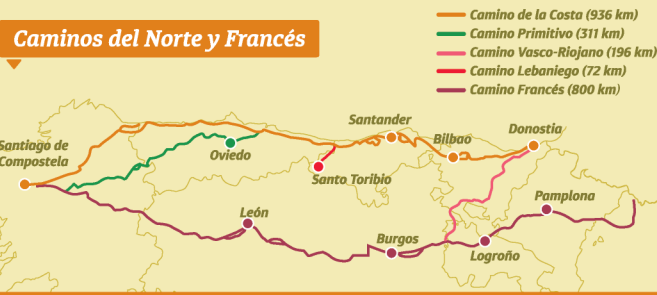 Caminos del Norte y Francés
Camino de la Costa (936 km)
Camino Primitivo (311 km)
Camino Vasco-Riojano (196 km)
Camino Lebaniego (72 km)
Camino Francés (800 km)
Santander
Donostia
Bilbao
Santiago de
Compostela
Oviedo
Santo Toribio
Pamplona
León
Burgos
Logroño